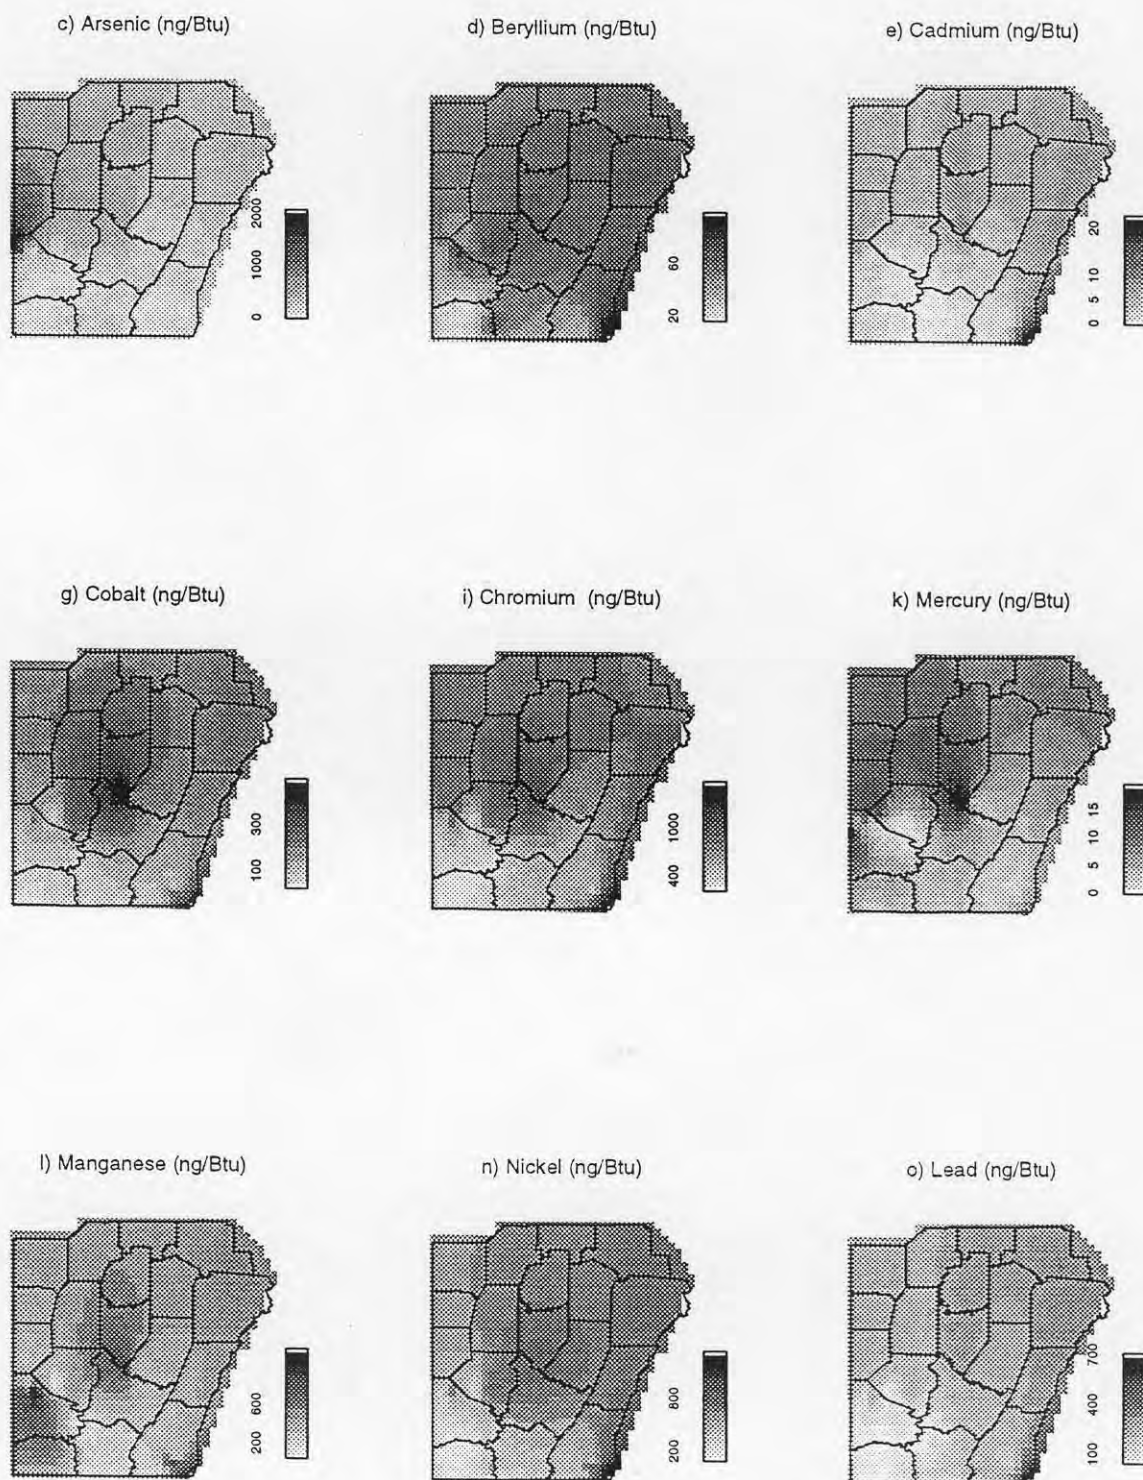 c) Arsenic (ng/Btu)
d) Beryllium (ng/Btu)
e) Cadmium (ng/Btu)
0 1000 2000
20 60
0 5 10 20
g) Cobalt (ng/Btu)
i) Chromium (ng/Btu)
k) Mercury (ng/Btu)
100 300
400 1000
0 5 10 15
l) Manganese (ng/Btu)
n) Nickel (ng/Btu)
o) Lead (ng/Btu)
200 600
200 600
100 400 700